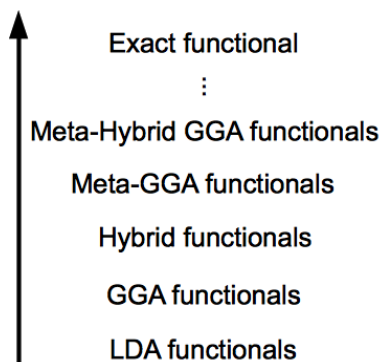 Exact functional
⋮
Meta-Hybrid GGA functionals
Meta-GGA functionals
Hybrid functionals
GGA functionals
LDA functionals